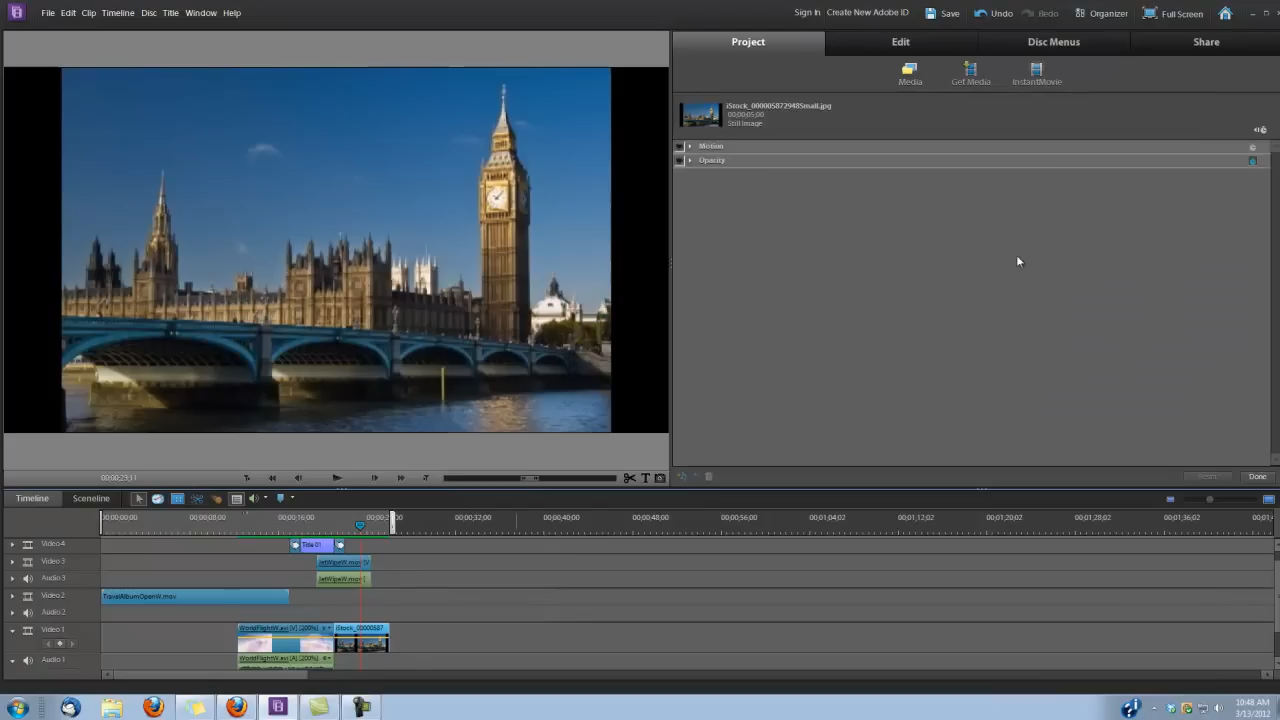 File Edit Clip Timeline Disc Title Window Help
Sign In Create New Adobe ID Save Undo Redo Organizer Full Screen
Project Edit Disc Menus Share
Media Get Media InstantMovie
iStock_000005872948Small.jpg
00;00;05;00
Still Image
Motion
Opacity
00;00;23;11
T
Reset Done
Timeline Sceneline
00;00;00;00 00;00;08;00 00;00;16;00 00;00;32;00 00;00;40;00 00;00;48;00 00;00;56;00 00;01;04;02 00;01;12;02 00;01;20;02 00;01;28;02 00;01;36;02
Video 4 Title 01
Video 3 JetWipeW.mov [V
Audio 3 JetWipeW.mov [
Video 2 TravelAlbumOpenW.mov
Audio 2
Video 1 WorldFlightW.avi [V] [200%] iStock_00000587
Audio 1 WorldFlightW.avi [A] [200%]
10:48 AM
3/13/2012